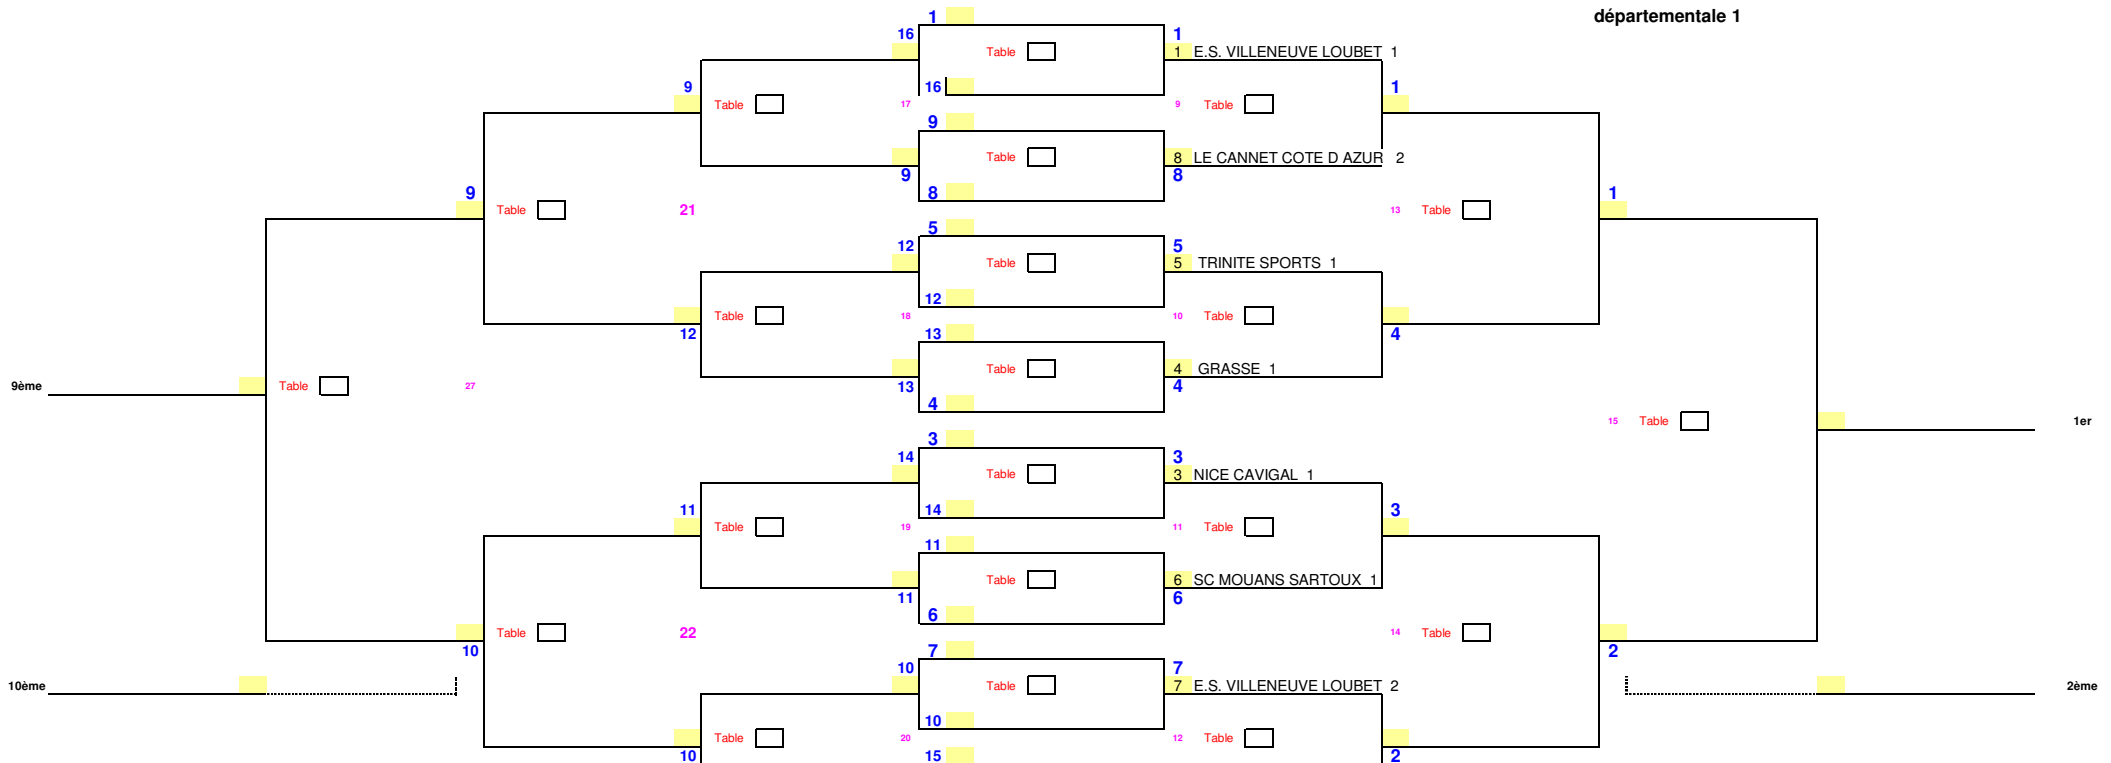 départementale 1
1
16 Table 1
1 E.S. VILLENEUVE LOUBET 1
9 16 1
Table 17 9 Table
9
Table 8 LE CANNET COTE D AZUR 2
9 8
9 8 1
Table 21 13 Table
5
12 5
Table 5 TRINITE SPORTS 1
12
Table 18 10 Table
12 13 4
Table 4 GRASSE 1
9ème Table 27 13 4
4
15 Table 1er
3
14 3
Table 3 NICE CAVIGAL 1
11 14 3
Table 19 11 Table
11
Table 6 SC MOUANS SARTOUX 1
11 6
6
Table 22 14 Table
10 7 2
10 7
10ème Table 7 E.S. VILLENEUVE LOUBET 2 2ème
10
Table 20 12 Table
10 15 2